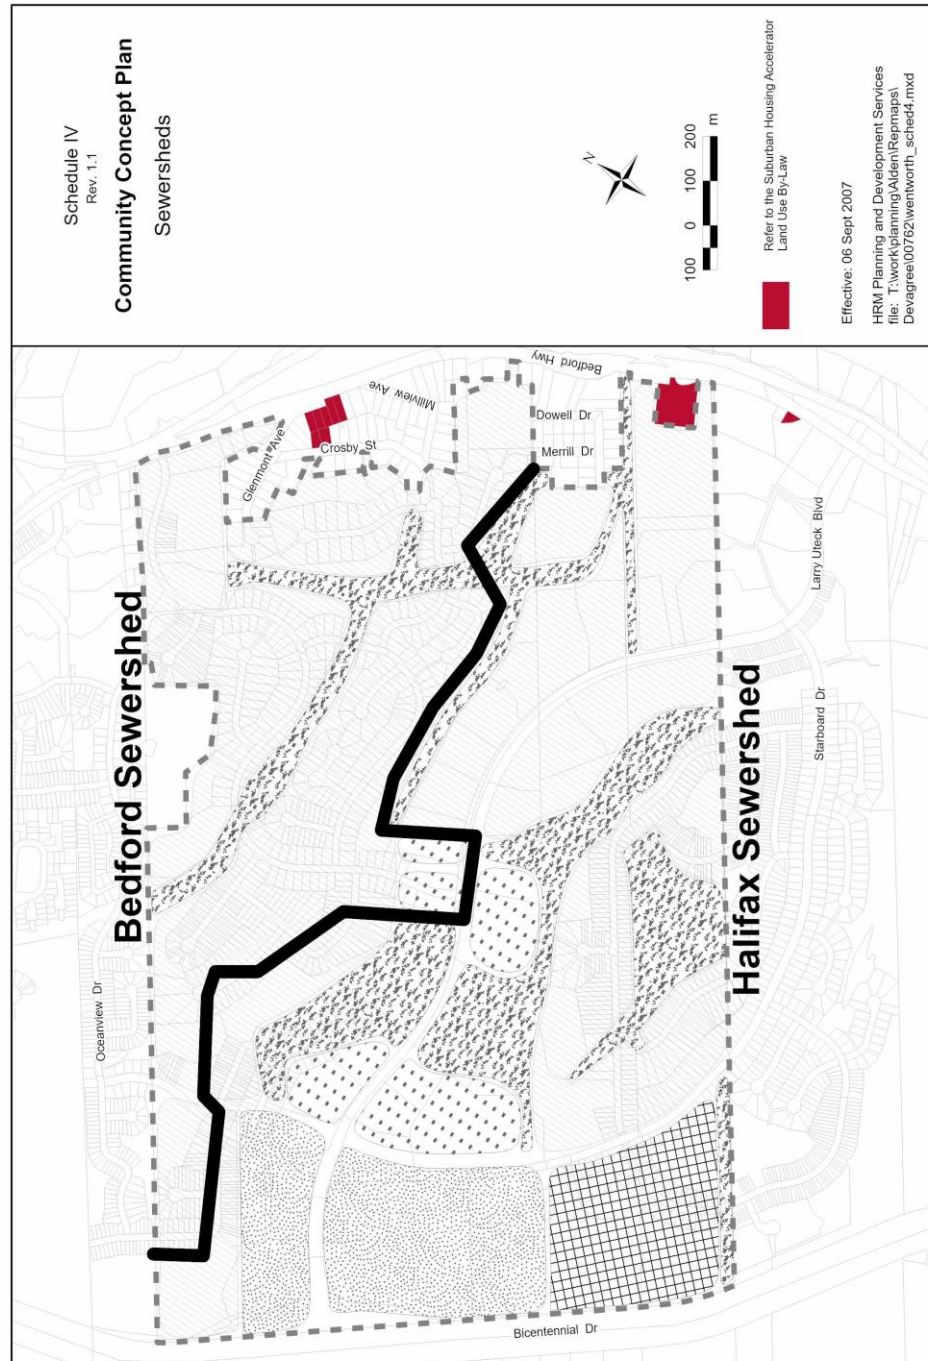 Schedule IV
Rev. 1.1
Community Concept Plan
Sewersheds
N
100 0 100 200
m
Refer to the Suburban Housing Accelerator
Land Use By-Law
Effective: 06 Sept 2007
HRM Planning and Development Services
file: T:\work\planning\Alden\Repmaps\
Devagree\00762\wentworth_sched4.mxd
Bedford Sewershed
Halifax Sewershed
Oceanview Dr
Glenmont Ave
Crosby St
Millview Ave
Bedford Hwy
Dowell Dr
Merrill Dr
Larry Uteck Blvd
Starboard Dr
Bicentennial Dr